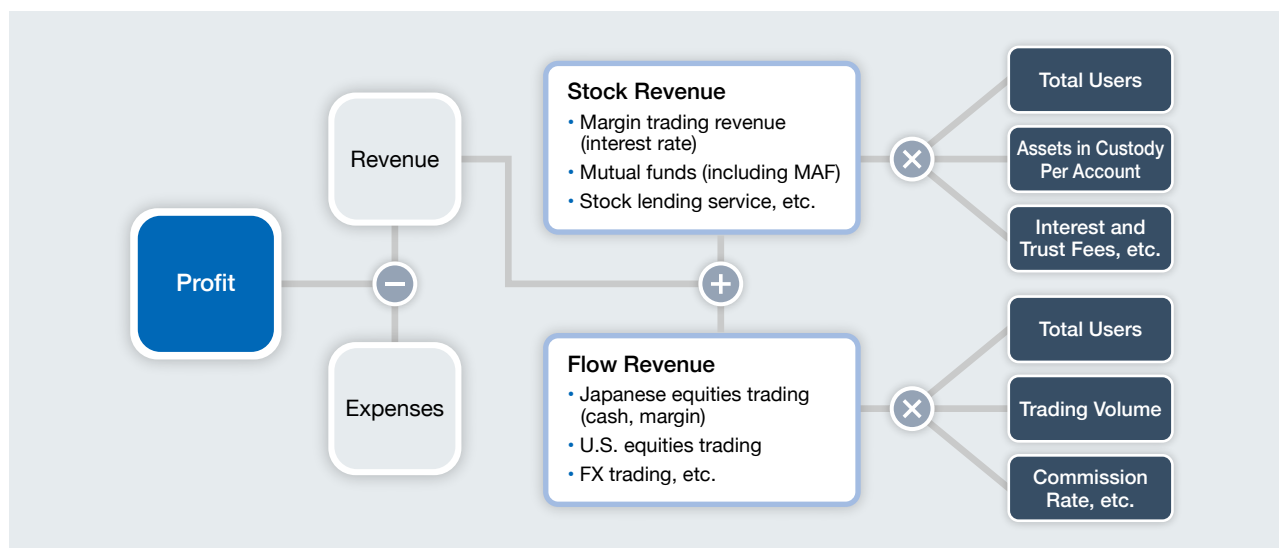 Profit
Revenue
−
Expenses
Stock Revenue
• Margin trading revenue
(interest rate)
• Mutual funds (including MAF)
• Stock lending service, etc.
+
Flow Revenue
• Japanese equities trading
(cash, margin)
• U.S. equities trading
• FX trading, etc.
×
Total Users
Assets in Custody
Per Account
Interest and
Trust Fees, etc.
×
Total Users
Trading Volume
Commission
Rate, etc.